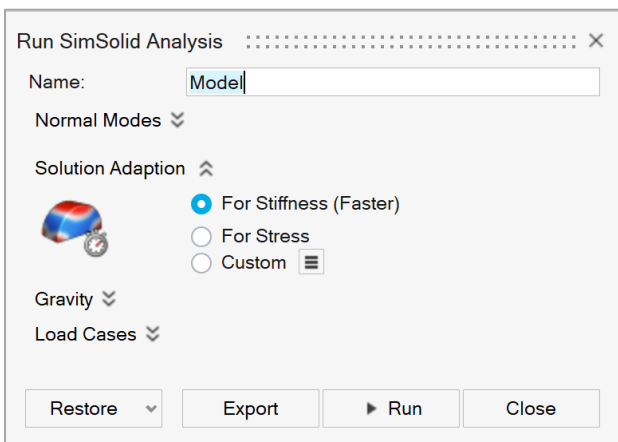 Run SimSolid Analysis
Name: Model
Normal Modes
Solution Adaption
For Stiffness (Faster)
For Stress
Custom
Gravity
Load Cases
Restore Export Run Close